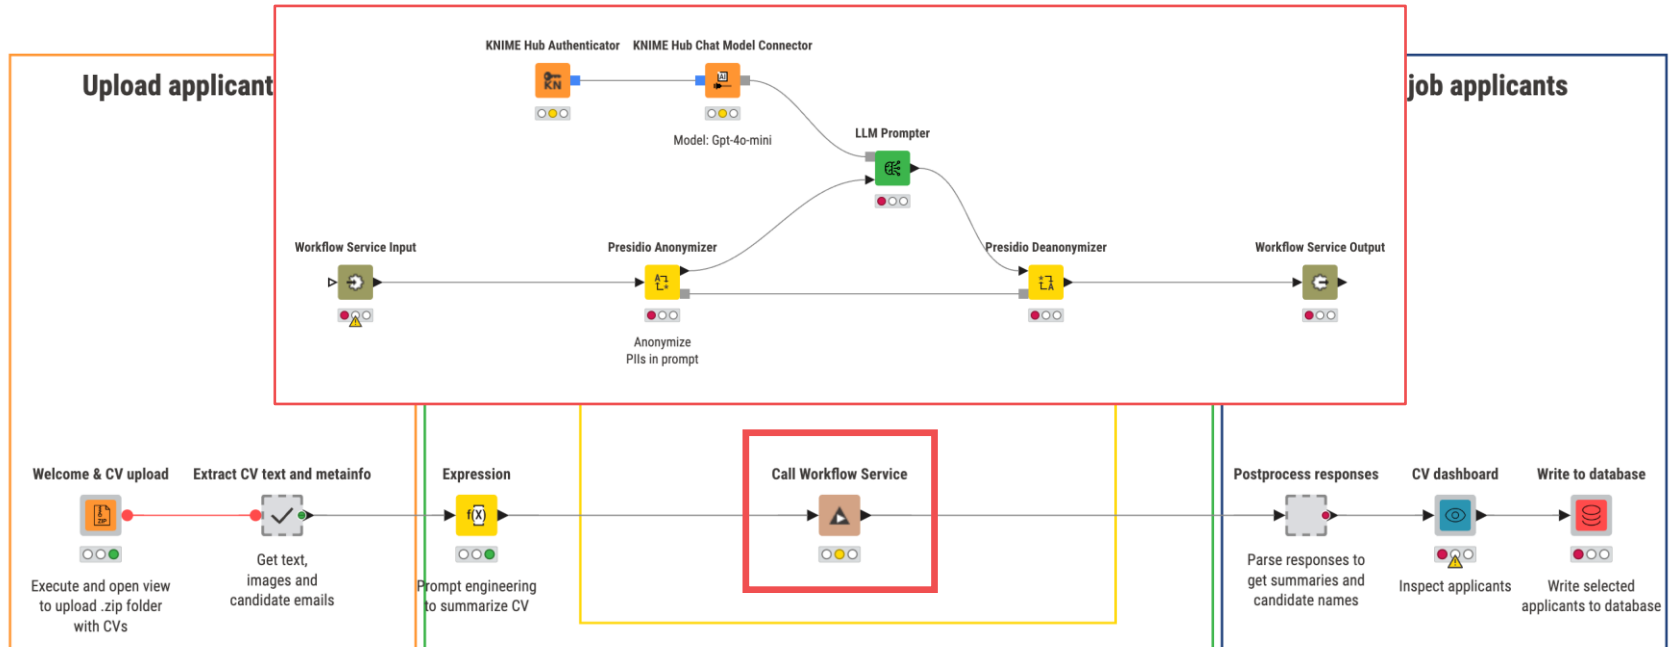 KNIME Hub Authenticator
KNIME Hub Chat Model Connector
KN
AI
Model: Gpt-4o-mini
Upload applicant
job applicants
LLM Prompter
Workflow Service Input
Presidio Anonymizer
Presidio Deanonymizer
Workflow Service Output
Anonymize
PIIs in prompt
Welcome & CV upload
Extract CV text and metainfo
Expression
Call Workflow Service
Postprocess responses
CV dashboard
Write to database
ZIP
f(X)
Execute and open view
to upload .zip folder
with CVs
Get text,
images and
candidate emails
Prompt engineering
to summarize CV
Parse responses to
get summaries and
candidate names
Inspect applicants
Write selected
applicants to database